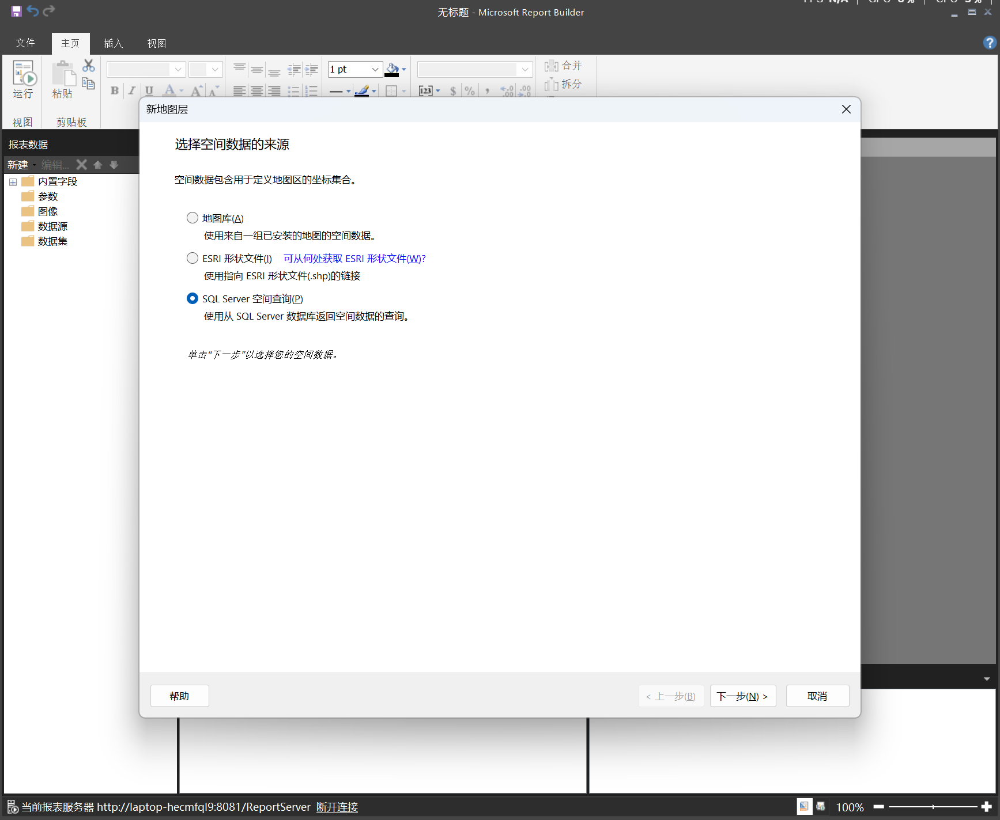 无标题 - Microsoft Report Builder
文件 主页 插入 视图
1 pt
合并
拆分
运行
粘贴
B I U A A A
[123] $ % ,
视图 剪贴板
新地图层
报表数据
新建 编辑...
内置字段
参数
图像
数据源
数据集
选择空间数据的来源
空间数据包含用于定义地图区的坐标集合。
地图库(A)
使用来自一组已安装的地图的空间数据。
ESRI 形状文件(I) 可从何处获取 ESRI 形状文件(W)?
使用指向 ESRI 形状文件(.shp)的链接
SQL Server 空间查询(P)
使用从 SQL Server 数据库返回空间数据的查询。
单击“下一步”以选择您的空间数据。
帮助 < 上一步(B) 下一步(N) > 取消
当前报表服务器 http://laptop-hecmfql9:8081/ReportServer 断开连接 100%